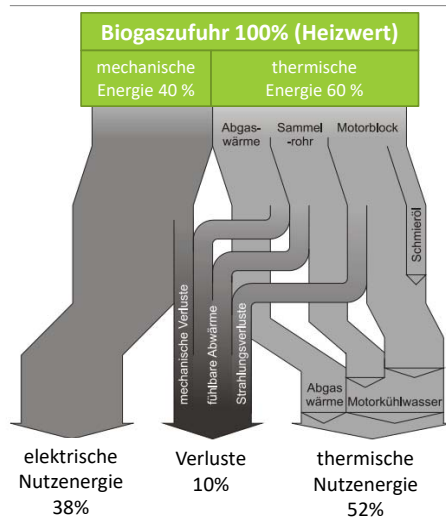 Biogaszufuhr 100% (Heizwert)
mechanische
Energie 40 %
thermische
Energie 60 %
Abgas-
wärme
Sammel
-rohr
Motorblock
Schmieröl
mechanische Verluste
fühlbare Abwärme
Strahlungsverluste
Abgas
wärme
Motorkühlwasser
elektrische
Nutzenergie
38%
Verluste
10%
thermische
Nutzenergie
52%